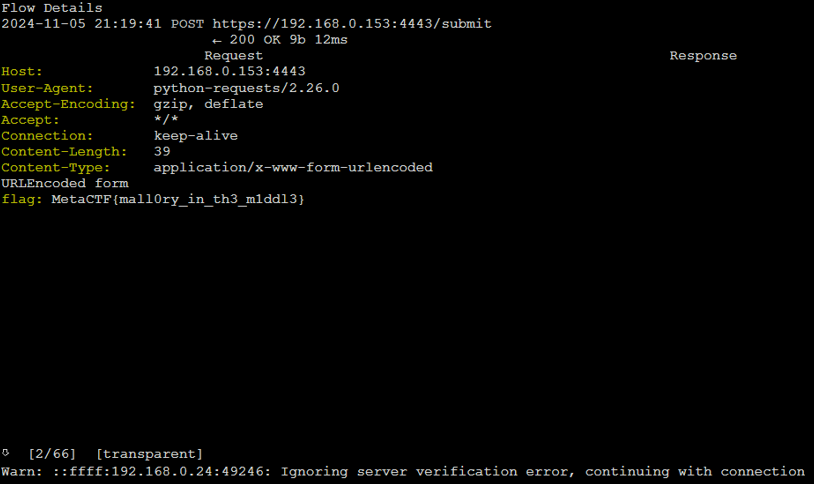 Flow Details
2024-11-05 21:19:41 POST https://192.168.0.153:4443/submit
← 200 OK 9b 12ms
Request Response
Host: 192.168.0.153:4443
User-Agent: python-requests/2.26.0
Accept-Encoding: gzip, deflate
Accept: */*
Connection: keep-alive
Content-Length: 39
Content-Type: application/x-www-form-urlencoded
URLEncoded form
flag: MetaCTF{mall0ry_in_th3_m1ddl3}
⇩ [2/66] [transparent]
Warn: ::ffff:192.168.0.24:49246: Ignoring server verification error, continuing with connection